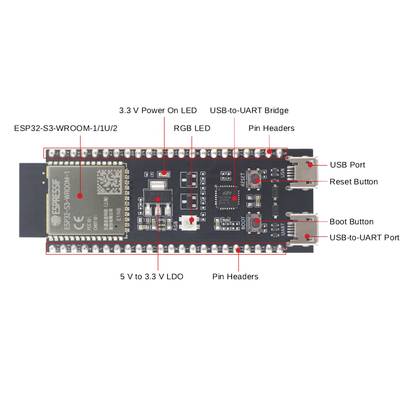 3.3 V Power On LED
USB-to-UART Bridge
ESP32-S3-WROOM-1/1U/2
RGB LED
Pin Headers
USB Port
Reset Button
Boot Button
USB-to-UART Port
5 V to 3.3 V LDO
Pin Headers
ESPRESSIF
ESP32-S3-WROOM-1
CE
RESET
BOOT
UART